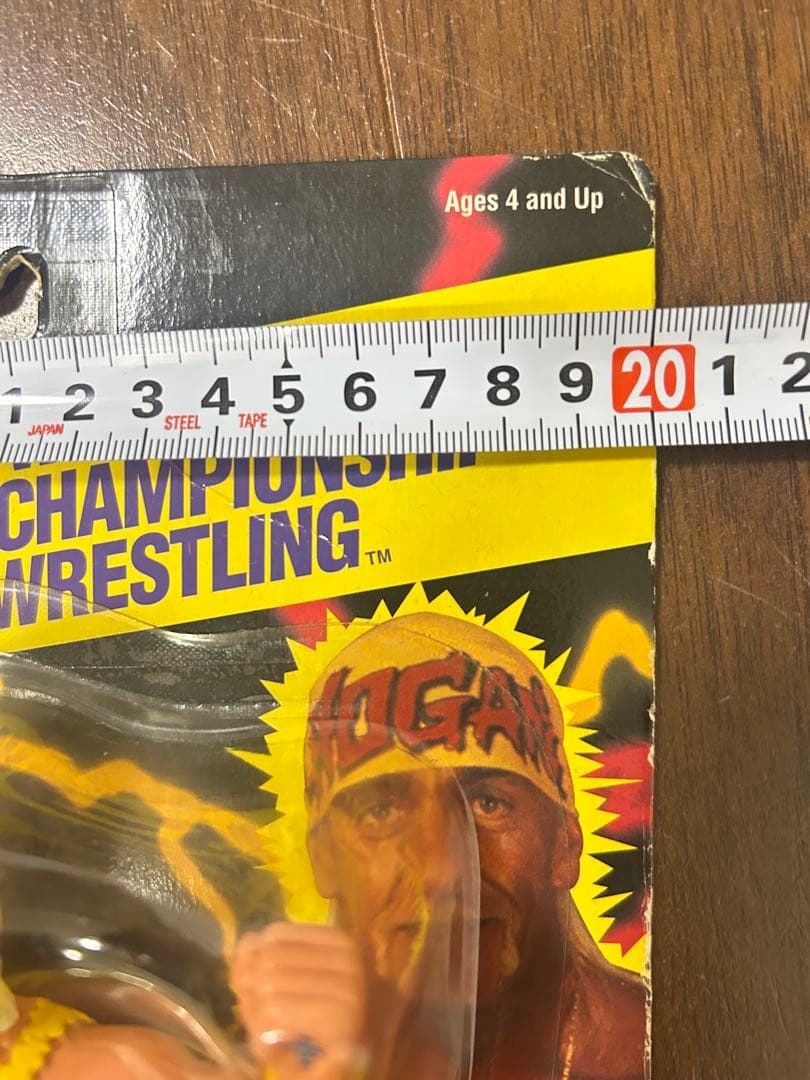 Ages 4 and Up
1 2 3 4 5 6 7 8 9 20 1 2
JAPAN STEEL TAPE
CHAMPIONSHIP
WRESTLING™
HOGAN